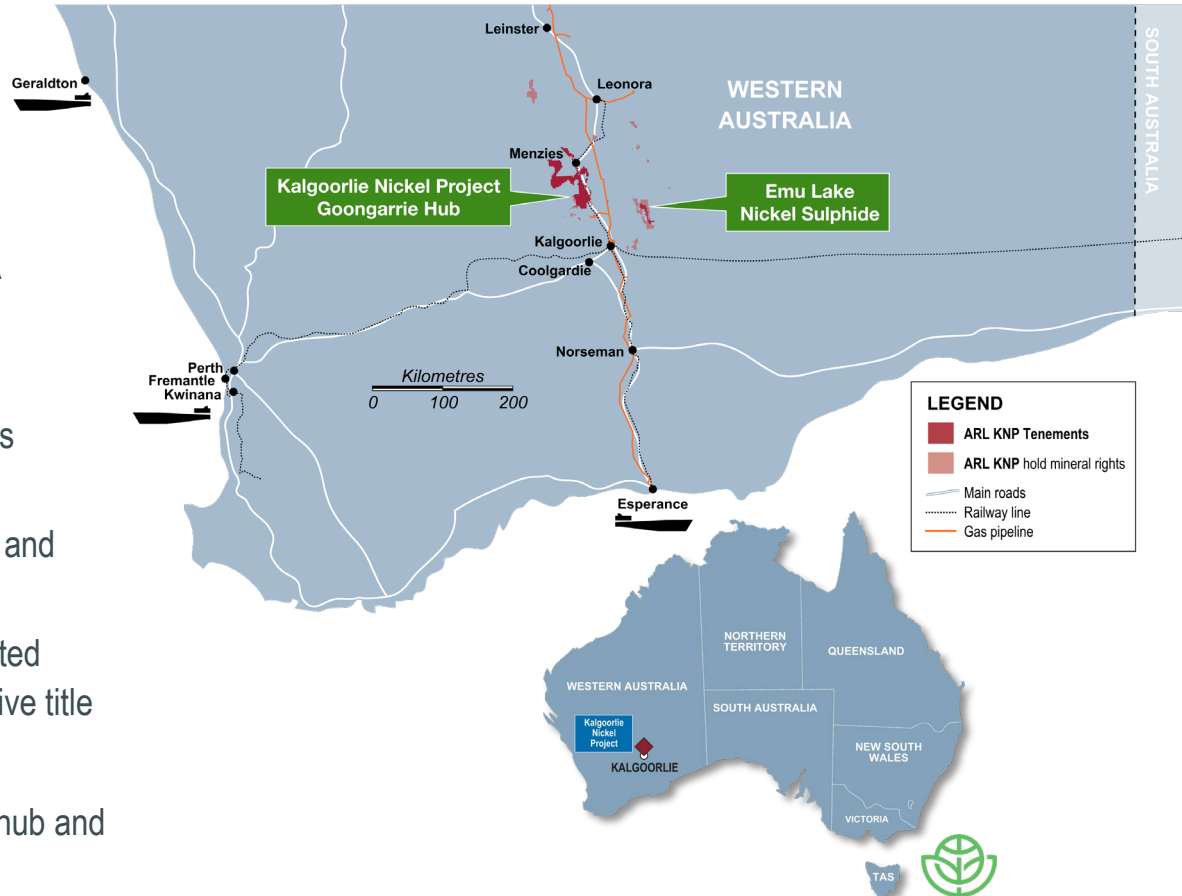 Leinster
Geraldton
Leonora
WESTERN
AUSTRALIA
SOUTH AUSTRALIA
Menzies
Kalgoorlie Nickel Project
Goongarrie Hub
Emu Lake
Nickel Sulphide
Kalgoorlie
Coolgardie
Norseman
Perth
Fremantle
Kwinana
Kilometres
0 100 200
s
LEGEND
ARL KNP Tenements
ARL KNP hold mineral rights
Main roads
Railway line
Gas pipeline
Esperance
and
ted
ive title
hub and
NORTHERN
TERRITORY
QUEENSLAND
WESTERN AUSTRALIA
SOUTH AUSTRALIA
Kalgoorlie
Nickel
Project
KALGOORLIE
NEW SOUTH
WALES
VICTORIA
TAS